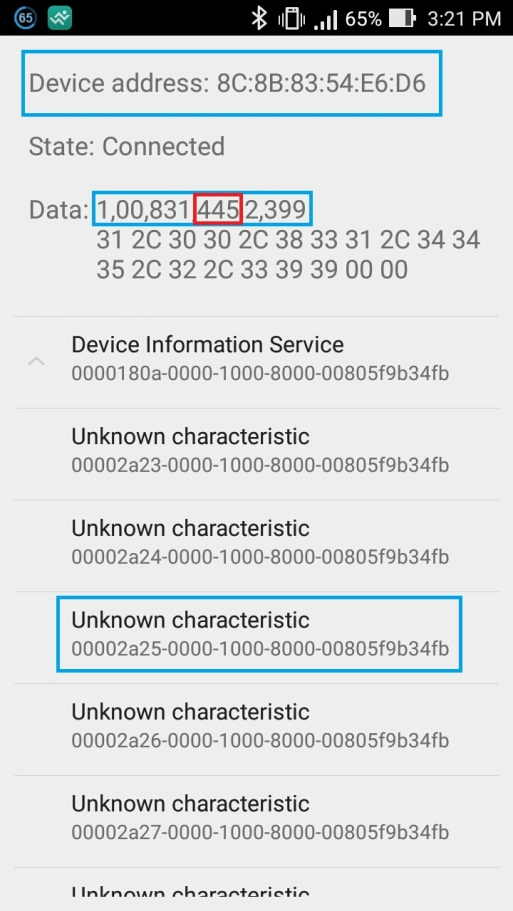 65 65% 3:21 PM
Device address: 8C:8B:83:54:E6:D6
State: Connected
Data: 1,00,831,445,2,399
31 2C 30 30 2C 38 33 31 2C 34 34
35 2C 32 2C 33 39 39 00 00
Device Information Service
0000180a-0000-1000-8000-00805f9b34fb
Unknown characteristic
00002a23-0000-1000-8000-00805f9b34fb
Unknown characteristic
00002a24-0000-1000-8000-00805f9b34fb
Unknown characteristic
00002a25-0000-1000-8000-00805f9b34fb
Unknown characteristic
00002a26-0000-1000-8000-00805f9b34fb
Unknown characteristic
00002a27-0000-1000-8000-00805f9b34fb
Unknown characteristic